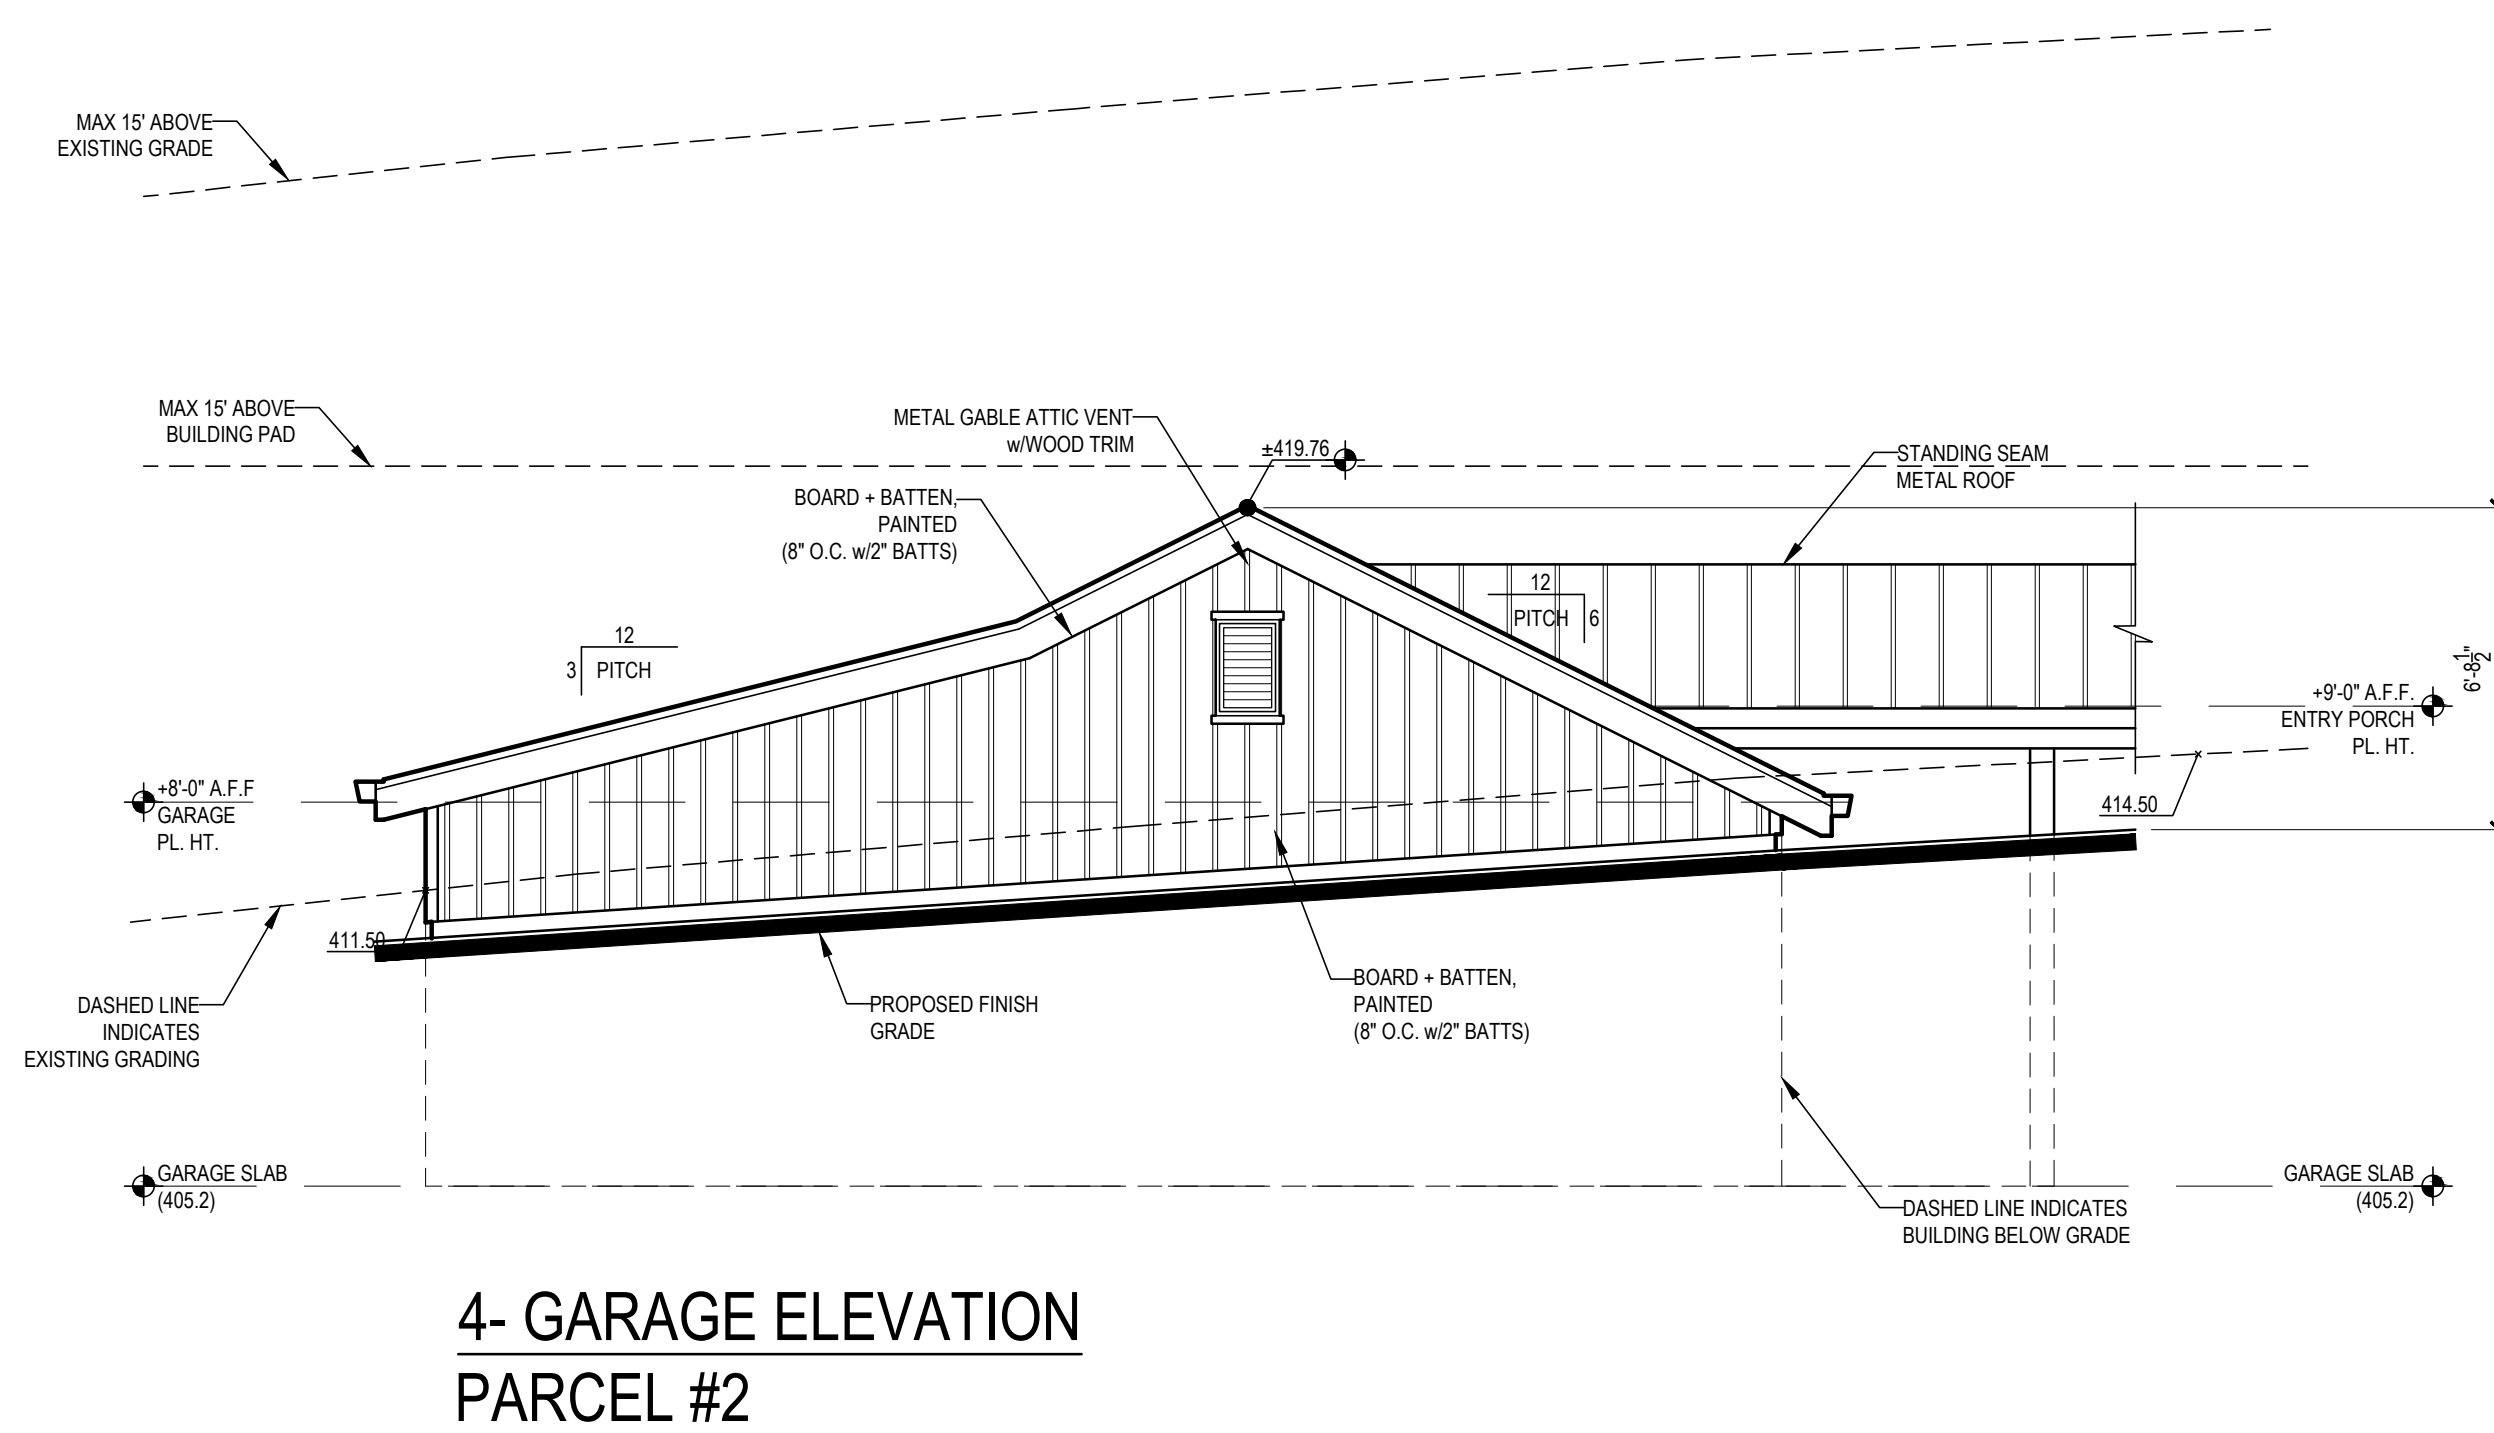 MAX 15' ABOVE
EXISTING GRADE
MAX 15' ABOVE
BUILDING PAD
METAL GABLE ATTIC VENT
w/WOOD TRIM
±419.76
STANDING SEAM
METAL ROOF
BOARD + BATTEN,
PAINTED
(8" O.C. w/2" BATTS)
12
PITCH
6
12
3
PITCH
6'-8 1/2"
+9'-0" A.F.F.
ENTRY PORCH
PL. HT.
+8'-0" A.F.F
GARAGE
PL. HT.
414.50
411.50
DASHED LINE
INDICATES
EXISTING GRADING
PROPOSED FINISH
GRADE
BOARD + BATTEN,
PAINTED
(8" O.C. w/2" BATTS)
GARAGE SLAB
(405.2)
GARAGE SLAB
(405.2)
DASHED LINE INDICATES
BUILDING BELOW GRADE
4- GARAGE ELEVATION
PARCEL #2